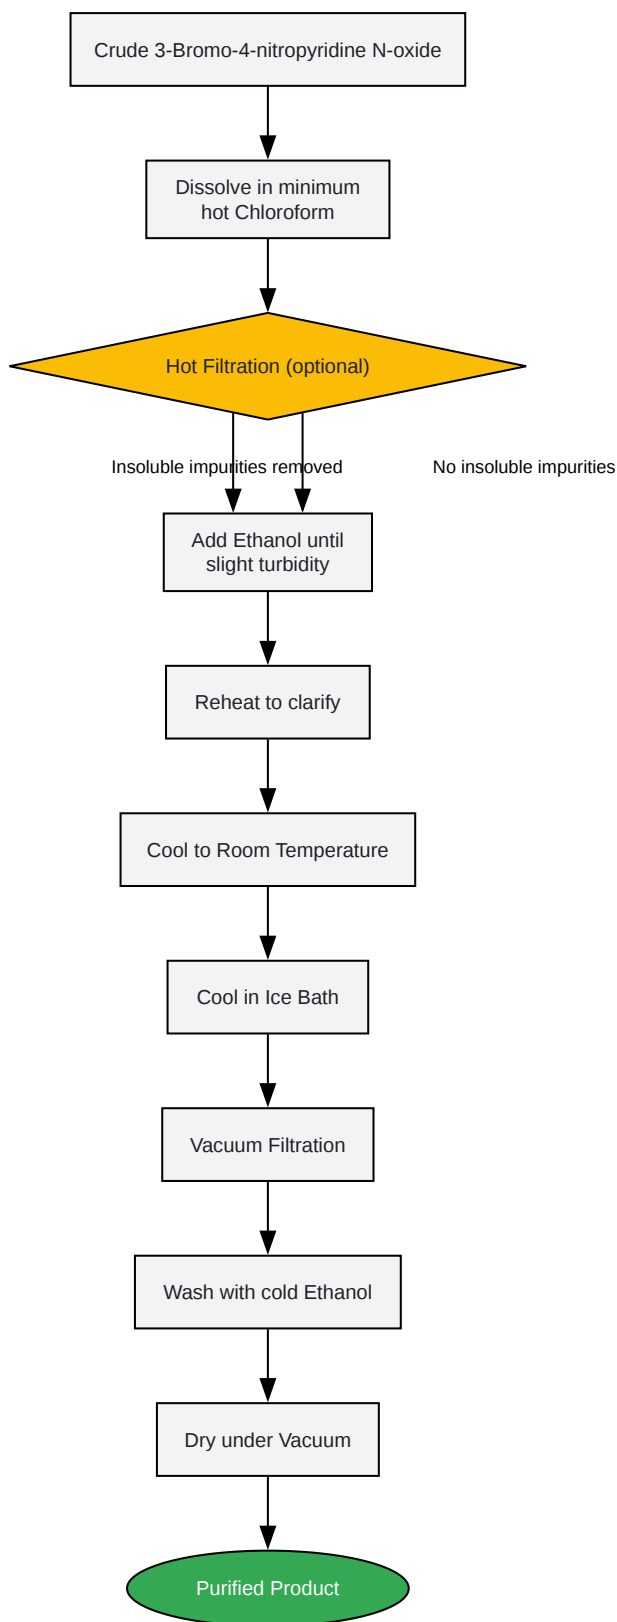 Crude 3-Bromo-4-nitropyridine N-oxide
Dissolve in minimum
hot Chloroform
Hot Filtration (optional)
Insoluble impurities removed
No insoluble impurities
Add Ethanol until
slight turbidity
Reheat to clarify
Cool to Room Temperature
Cool in Ice Bath
Vacuum Filtration
Wash with cold Ethanol
Dry under Vacuum
Purified Product